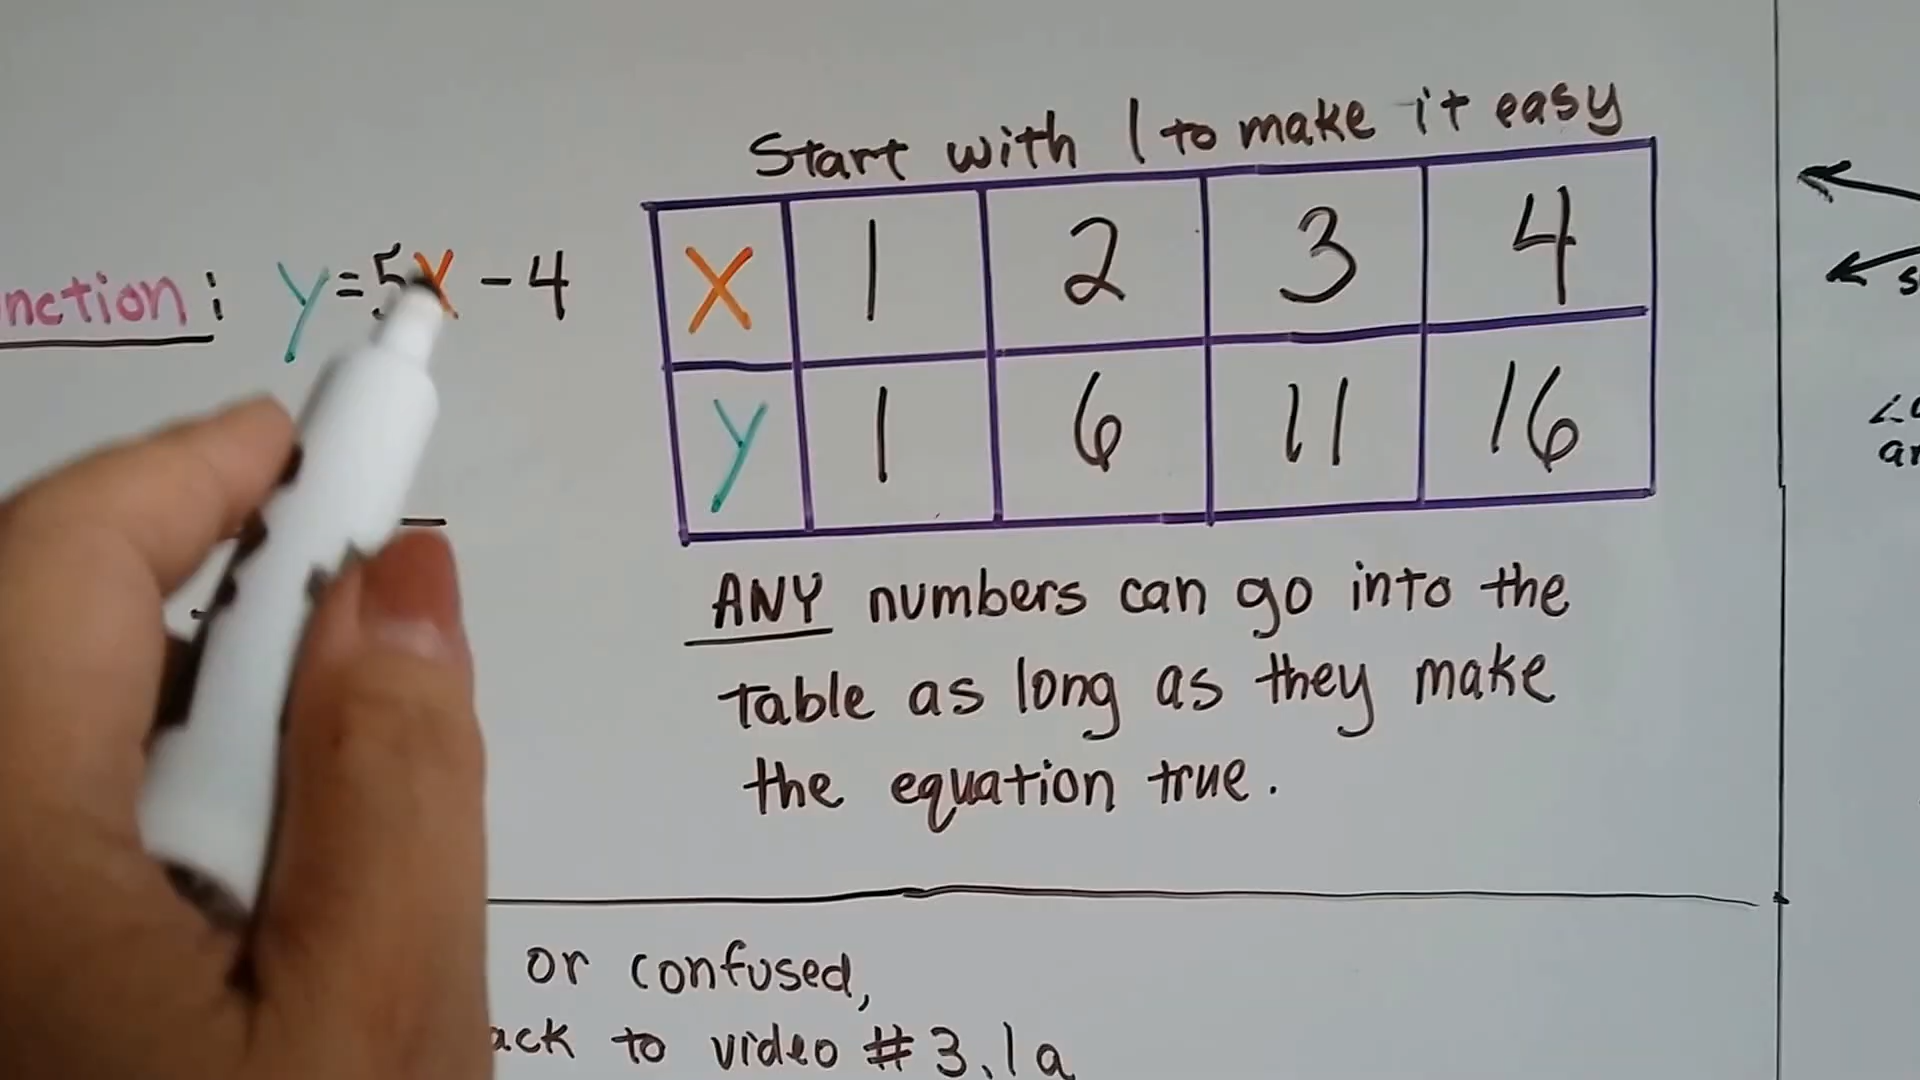 Start with 1 to make it easy
nction: y=5x-4
X 1 2 3 4
y 1 6 11 16
ANY numbers can go into the
table as long as they make
the equation true.
or confused,
ack to video #3.1a